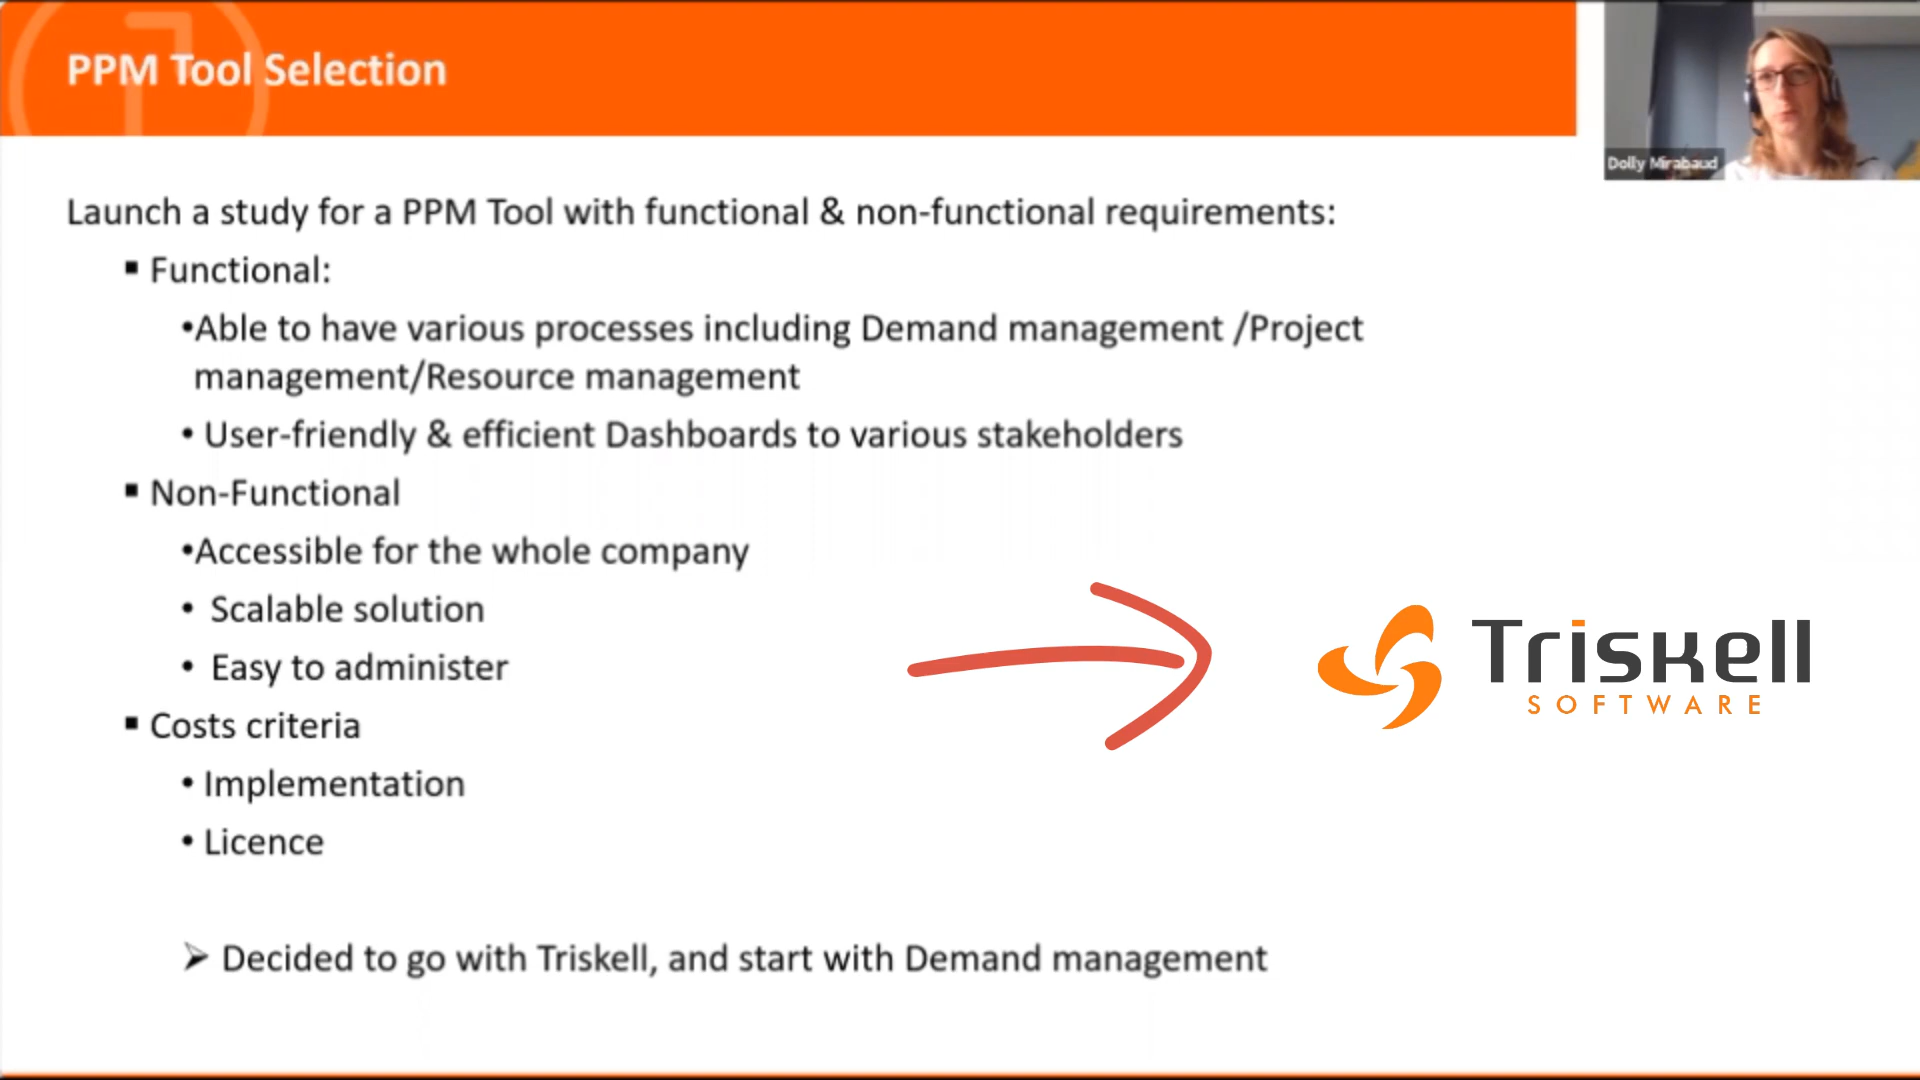 PPM Tool Selection
Dolly Mirabaud
Launch a study for a PPM Tool with functional & non-functional requirements:
▪ Functional:
•Able to have various processes including Demand management /Project
management/Resource management
• User-friendly & efficient Dashboards to various stakeholders
▪ Non-Functional
•Accessible for the whole company
• Scalable solution
• Easy to administer
Triskell
SOFTWARE
▪ Costs criteria
• Implementation
• Licence
➢ Decided to go with Triskell, and start with Demand management